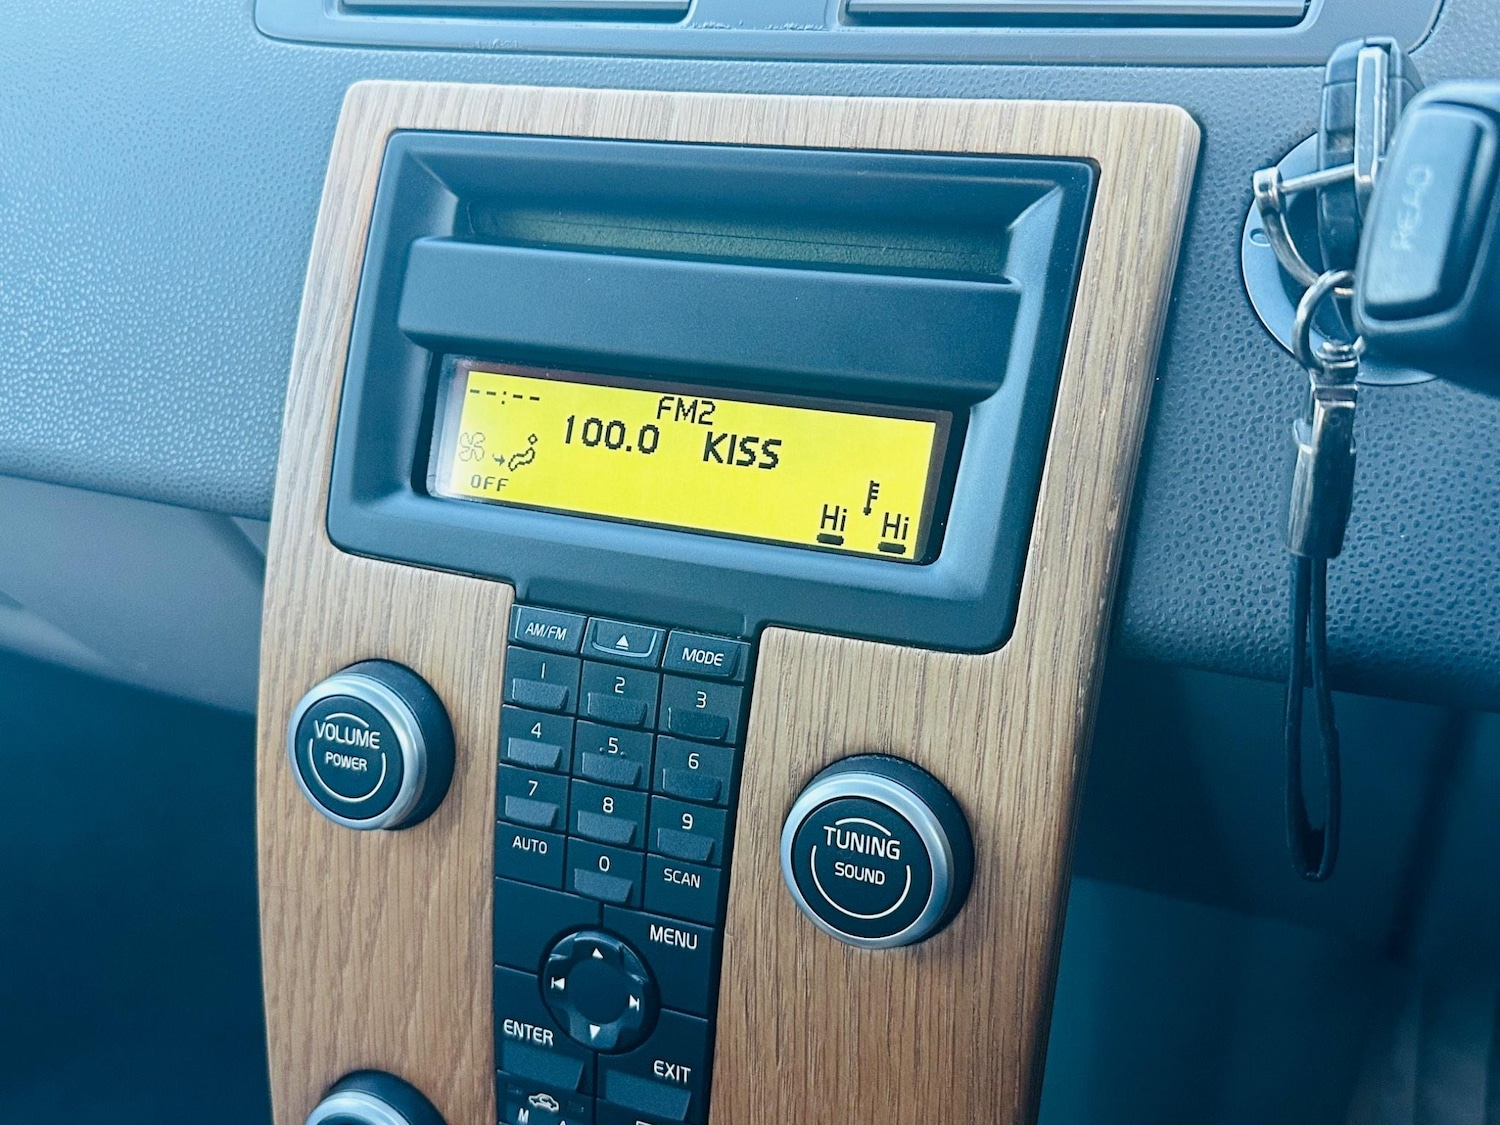 --:--
FM2
100.0 KISS
OFF
Hi Hi
AM/FM
MODE
1 2 3
4 5 6
7 8 9
AUTO 0 SCAN
VOLUME
POWER
TUNING
SOUND
MENU
ENTER
EXIT
M A
0